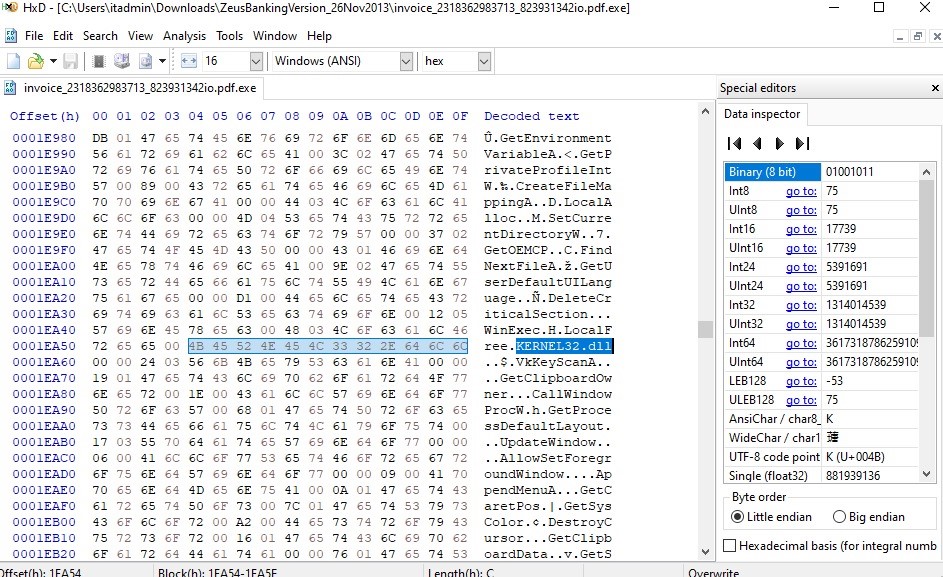 HxD - [C:\Users\itadmin\Downloads\ZeusBankingVersion_26Nov2013\invoice_2318362983713_823931342io.pdf.exe]
File Edit Search View Analysis Tools Window Help
16 Windows (ANSI) hex
invoice_2318362983713_823931342io.pdf.exe
Offset(h) 00 01 02 03 04 05 06 07 08 09 0A 0B 0C 0D 0E 0F Decoded text
0001E980 DB 01 47 65 74 45 6E 76 69 72 6F 6E 6D 65 6E 74 Û.GetEnvironment
0001E990 56 61 72 69 61 62 6C 65 41 00 3C 02 47 65 74 50 VariableA.<.GetP
0001E9A0 72 69 76 61 74 65 50 72 6F 66 69 6C 65 49 6E 74 rivateProfileInt
0001E9B0 57 00 89 00 43 72 65 61 74 65 46 69 6C 65 4D 61 W.‰.CreateFileMa
0001E9C0 70 70 69 6E 67 41 00 00 44 03 4C 6F 63 61 6C 41 ppingA..D.LocalA
0001E9D0 6C 6C 6F 63 00 00 4D 04 53 65 74 43 75 72 72 65 lloc..M.SetCurre
0001E9E0 6E 74 44 69 72 65 63 74 6F 72 79 57 00 00 37 02 ntDirectoryW..7.
0001E9F0 47 65 74 4F 45 4D 43 50 00 00 43 01 46 69 6E 64 GetOEMCP..C.Find
0001EA00 4E 65 78 74 46 69 6C 65 41 00 9E 02 47 65 74 55 NextFileA.ž.GetU
0001EA10 73 65 72 44 65 66 61 75 6C 74 55 49 4C 61 6E 67 serDefaultUILang
0001EA20 75 61 67 65 00 00 D1 00 44 65 6C 65 74 65 43 72 uage..Ñ.DeleteCr
0001EA30 69 74 69 63 61 6C 53 65 63 74 69 6F 6E 00 12 05 iticalSection...
0001EA40 57 69 6E 45 78 65 63 00 48 03 4C 6F 63 61 6C 46 WinExec.H.LocalF
0001EA50 72 65 65 00 4B 45 52 4E 45 4C 33 32 2E 64 6C 6C ree.KERNEL32.dll
0001EA60 00 00 24 03 56 6B 4B 65 79 53 63 61 6E 41 00 00 ..$.VkKeyScanA..
0001EA70 19 01 47 65 74 43 6C 69 70 62 6F 61 72 64 4F 77 ..GetClipboardOw
0001EA80 6E 65 72 00 1E 00 43 61 6C 6C 57 69 6E 64 6F 77 ner...CallWindow
0001EA90 50 72 6F 63 57 00 68 01 47 65 74 50 72 6F 63 65 ProcW.h.GetProce
0001EAA0 73 73 44 65 66 61 75 6C 74 4C 61 79 6F 75 74 00 ssDefaultLayout.
0001EAB0 17 03 55 70 64 61 74 65 57 69 6E 64 6F 77 00 00 ..UpdateWindow..
0001EAC0 06 00 41 6C 6C 6F 77 53 65 74 46 6F 72 65 67 72 ..AllowSetForegr
0001EAD0 6F 75 6E 64 57 69 6E 64 6F 77 00 00 09 00 41 70 oundWindow....Ap
0001EAE0 70 65 6E 64 4D 65 6E 75 41 00 0A 01 47 65 74 43 pendMenuA...GetC
0001EAF0 61 72 65 74 50 6F 73 00 7C 01 47 65 74 53 79 73 aretPos.|.GetSys
0001EB00 43 6F 6C 6F 72 00 A2 00 44 65 73 74 72 6F 79 43 Color.¢.DestroyC
0001EB10 75 72 73 6F 72 00 16 01 47 65 74 43 6C 69 70 62 ursor...GetClipb
0001EB20 6F 61 72 64 44 61 74 61 00 00 76 01 47 65 74 53 oardData..v.GetS
Special editors
Data inspector
Binary (8 bit) 01001011
Int8 go to: 75
UInt8 go to: 75
Int16 go to: 17739
UInt16 go to: 17739
Int24 go to: 5391691
UInt24 go to: 5391691
Int32 go to: 1314014539
UInt32 go to: 1314014539
Int64 go to: 361731878625910
UInt64 go to: 361731878625910
LEB128 go to: -53
ULEB128 go to: 75
AnsiChar / char8_ K
WideChar / char1
UTF-8 code point K (U+004B)
Single (float32) 881939136
Byte order
Little endian Big endian
Hexadecimal basis (for integral numb
Offset(h): 1EA54 Block(h): 1EA54-1EA5F Length(h): C Overwrite